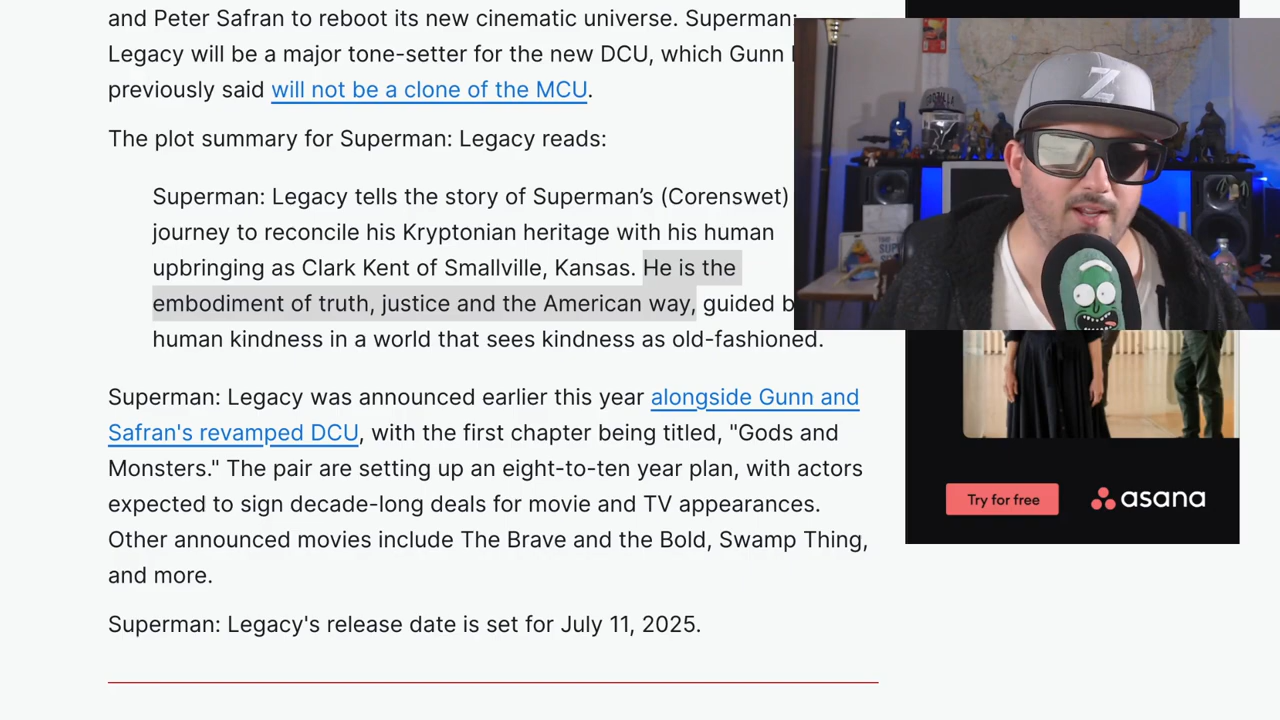 and Peter Safran to reboot its new cinematic universe. Superman:
Legacy will be a major tone-setter for the new DCU, which Gunn
previously said will not be a clone of the MCU.
The plot summary for Superman: Legacy reads:
Superman: Legacy tells the story of Superman’s (Corenswet)
journey to reconcile his Kryptonian heritage with his human
upbringing as Clark Kent of Smallville, Kansas. He is the
embodiment of truth, justice and the American way, guided
human kindness in a world that sees kindness as old-fashioned.
Superman: Legacy was announced earlier this year alongside Gunn and
Safran's revamped DCU, with the first chapter being titled, "Gods and
Monsters." The pair are setting up an eight-to-ten year plan, with actors
expected to sign decade-long deals for movie and TV appearances.
Other announced movies include The Brave and the Bold, Swamp Thing,
and more.
Superman: Legacy's release date is set for July 11, 2025.
Z
Try for free
asana